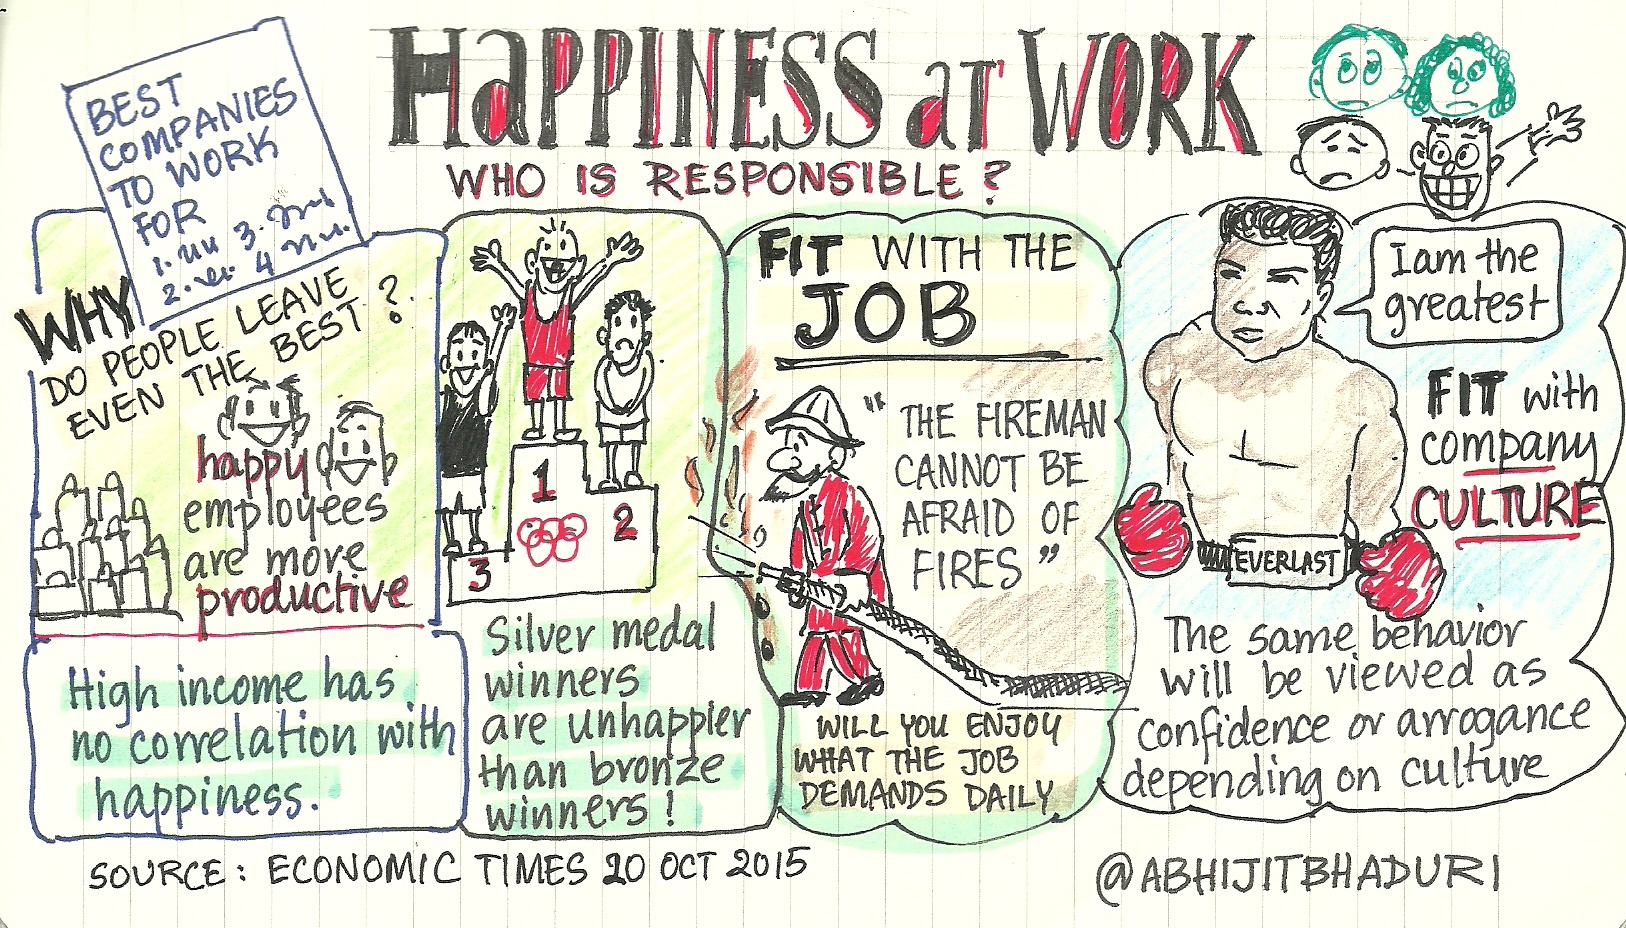 HAPPINESS at WORK
WHO IS RESPONSIBLE?
BEST
COMPANIES
TO WORK
FOR
1.
3.
2.
4
WHY
DO PEOPLE LEAVE
EVEN THE BEST?
happy
employees
are more
productive
High income has
no correlation with
happiness.
1
2
3
Silver medal
winners
are unhappier
than bronze
winners!
FIT WITH THE
JOB
"THE FIREMAN
CANNOT BE
AFRAID OF
FIRES"
WILL YOU ENJOY
WHAT THE JOB
DEMANDS DAILY
I am the
greatest
FIT with
company
CULTURE
EVERLAST
The same behavior
will be viewed as
confidence or arrogance
depending on culture
SOURCE: ECONOMIC TIMES 20 OCT 2015
@ABHIJITBHADURI